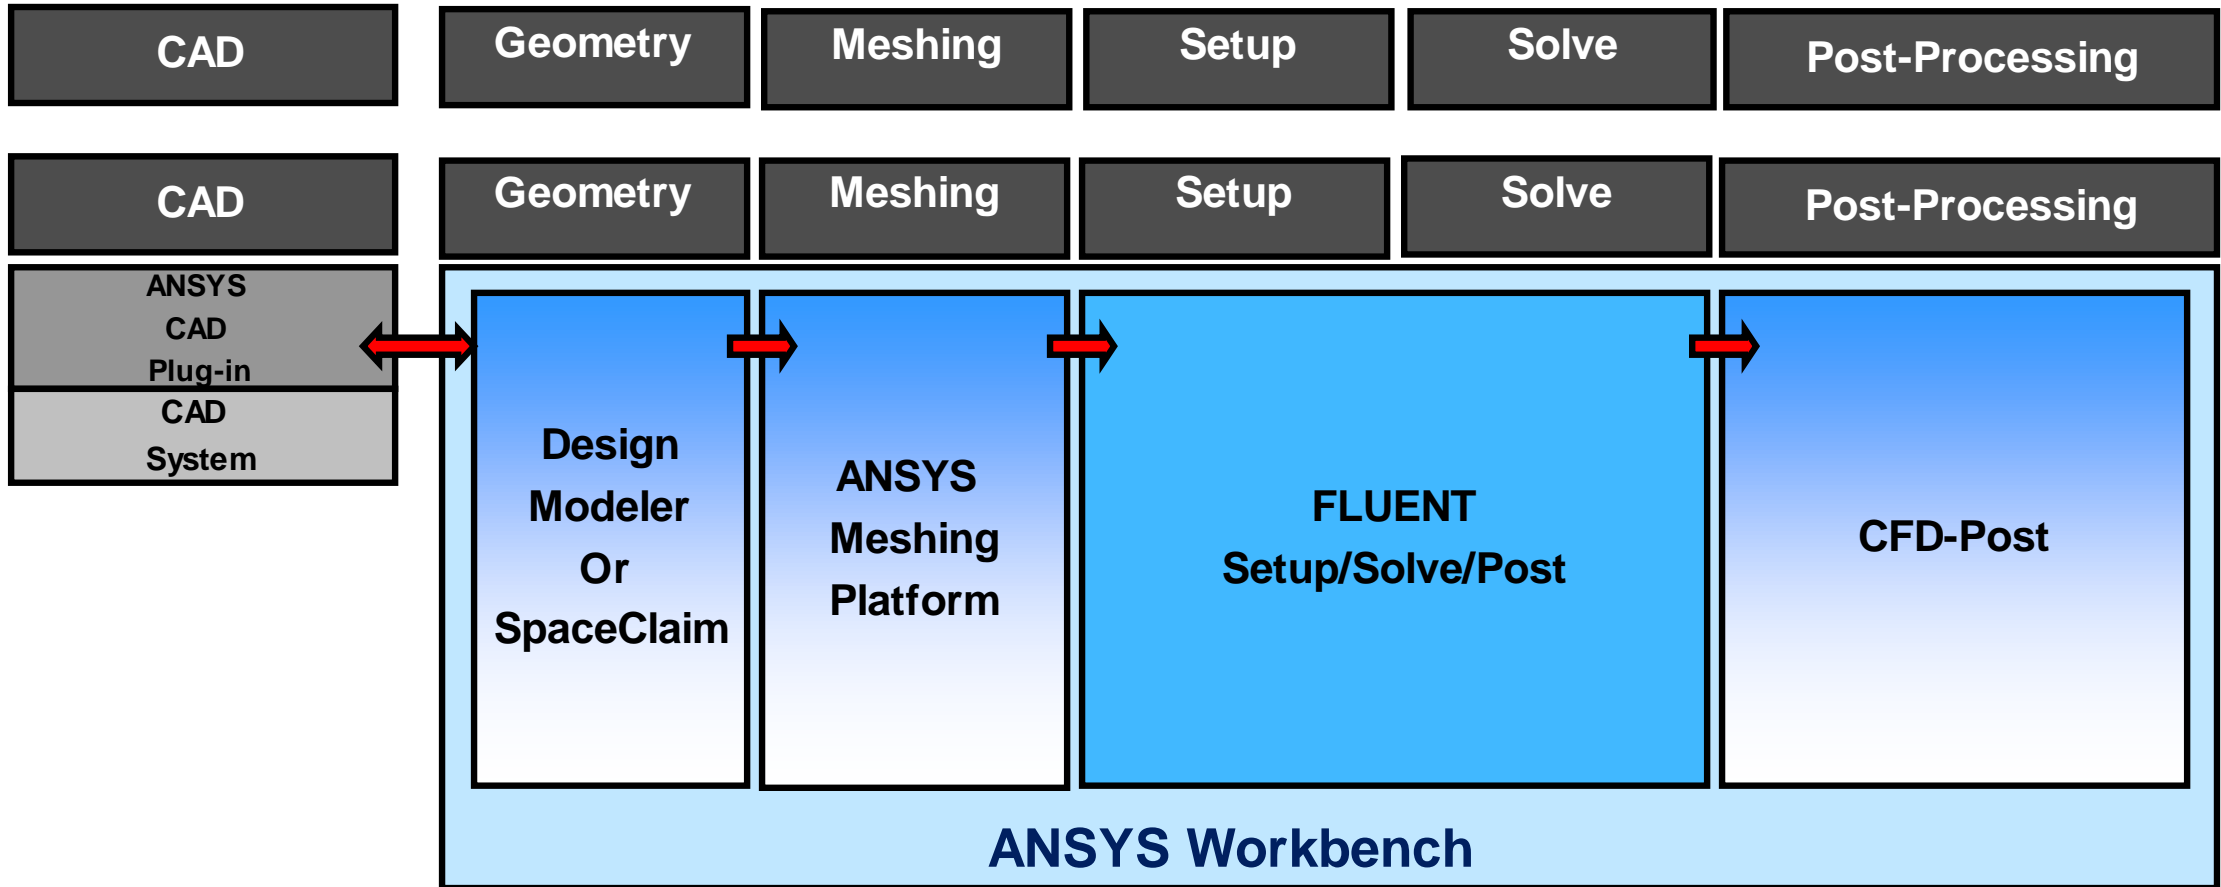 CAD
Geometry
Meshing
Setup
Solve
Post-Processing
CAD
Geometry
Meshing
Setup
Solve
Post-Processing
ANSYS
CAD
Plug-in
CAD
System
Design
Modeler
Or
SpaceClaim
ANSYS
Meshing
Platform
FLUENT
Setup/Solve/Post
CFD-Post
ANSYS Workbench